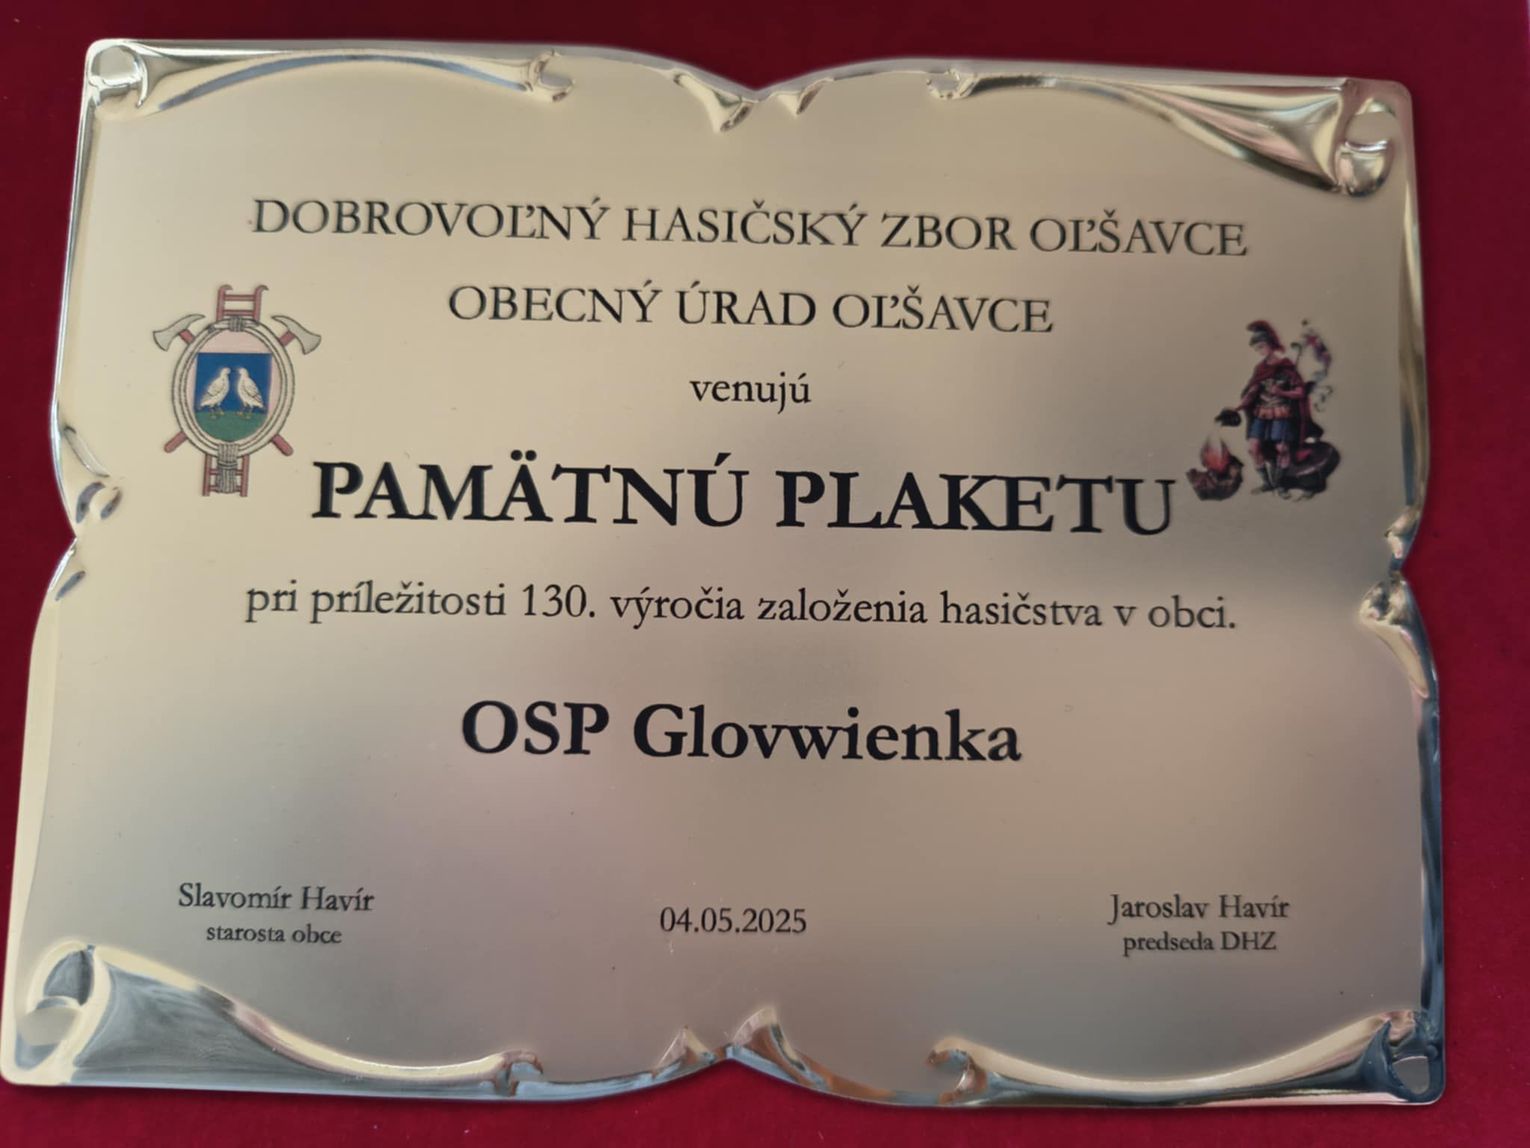 DOBROVOĽNÝ HASIČSKÝ ZBOR OĽŠAVCE
OBECNÝ ÚRAD OĽŠAVCE
venujú
PAMÄTNÚ PLAKETU
pri príležitosti 130. výročia založenia hasičstva v obci.
OSP Glovwienka
Slavomír Havír
starosta obce
04.05.2025
Jaroslav Havír
predseda DHZ